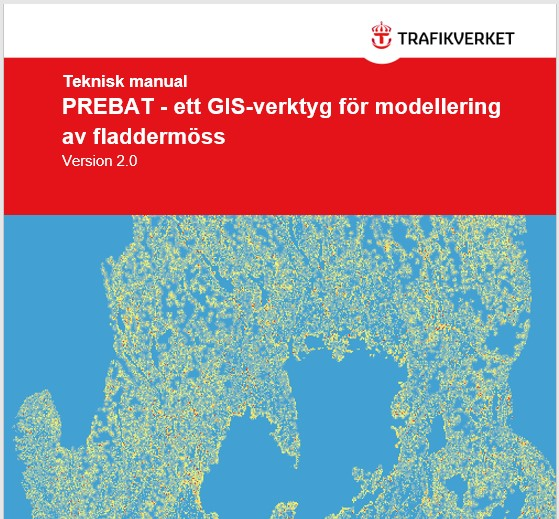 TRAFIKVERKET
Teknisk manual
PREBAT - ett GIS-verktyg för modellering
av fladdermöss
Version 2.0